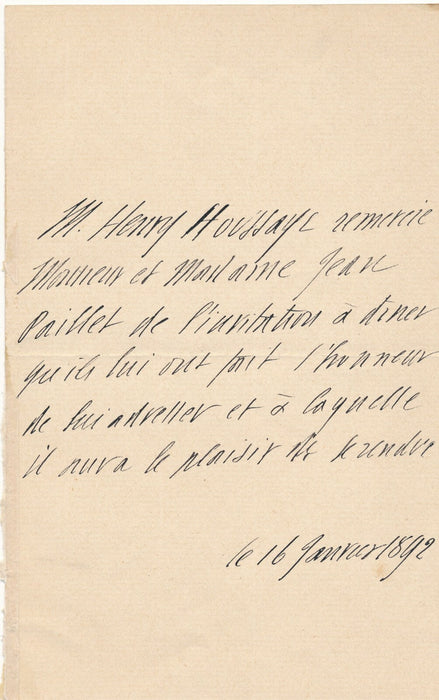 M. Henry Houssaye remercie
Monsieur et Madame Jean
Paillet de l'invitation à diner
qu'ils lui ont fait l'honneur
de lui adresser et à laquelle
il aura le plaisir de se rendre
le 16 Janvier 1892